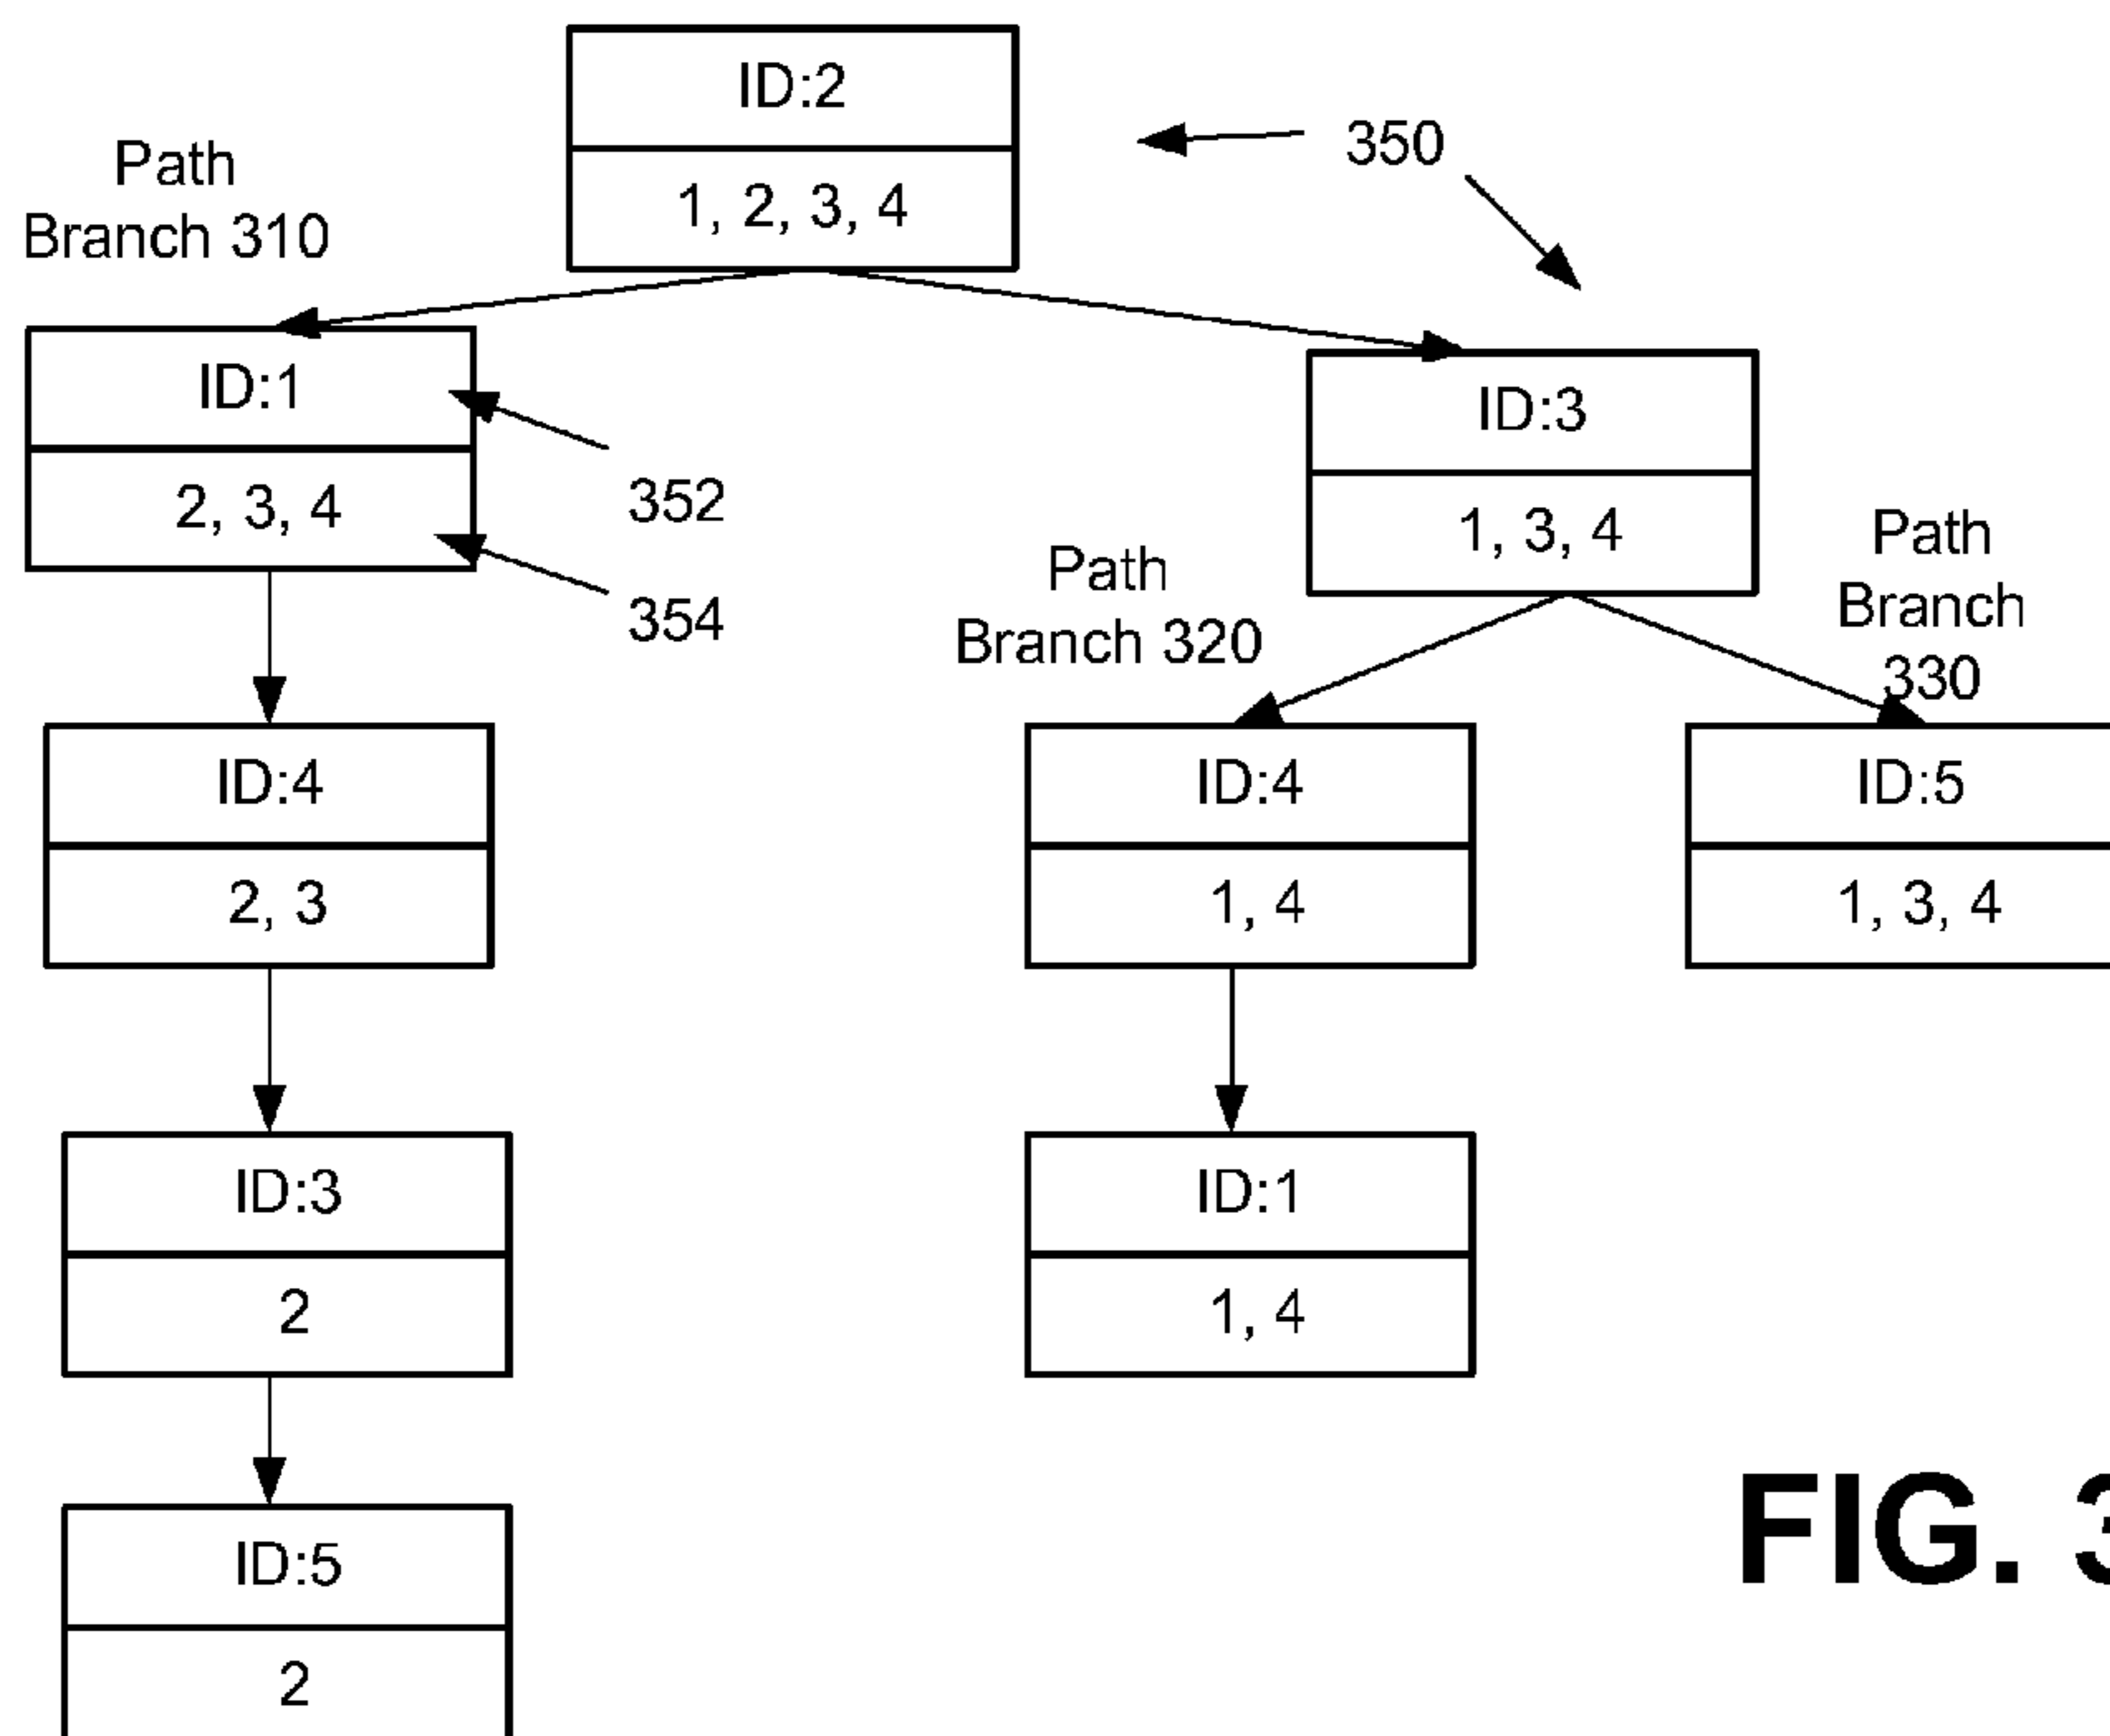 ID:2
1, 2, 3, 4
350
Path
Branch 310
ID:1
2, 3, 4
352
354
ID:3
1, 3, 4
Path
Branch 320
Path
Branch
330
ID:4
2, 3
ID:4
1, 4
ID:5
1, 3, 4
ID:3
2
ID:1
1, 4
ID:5
2
FIG. 3